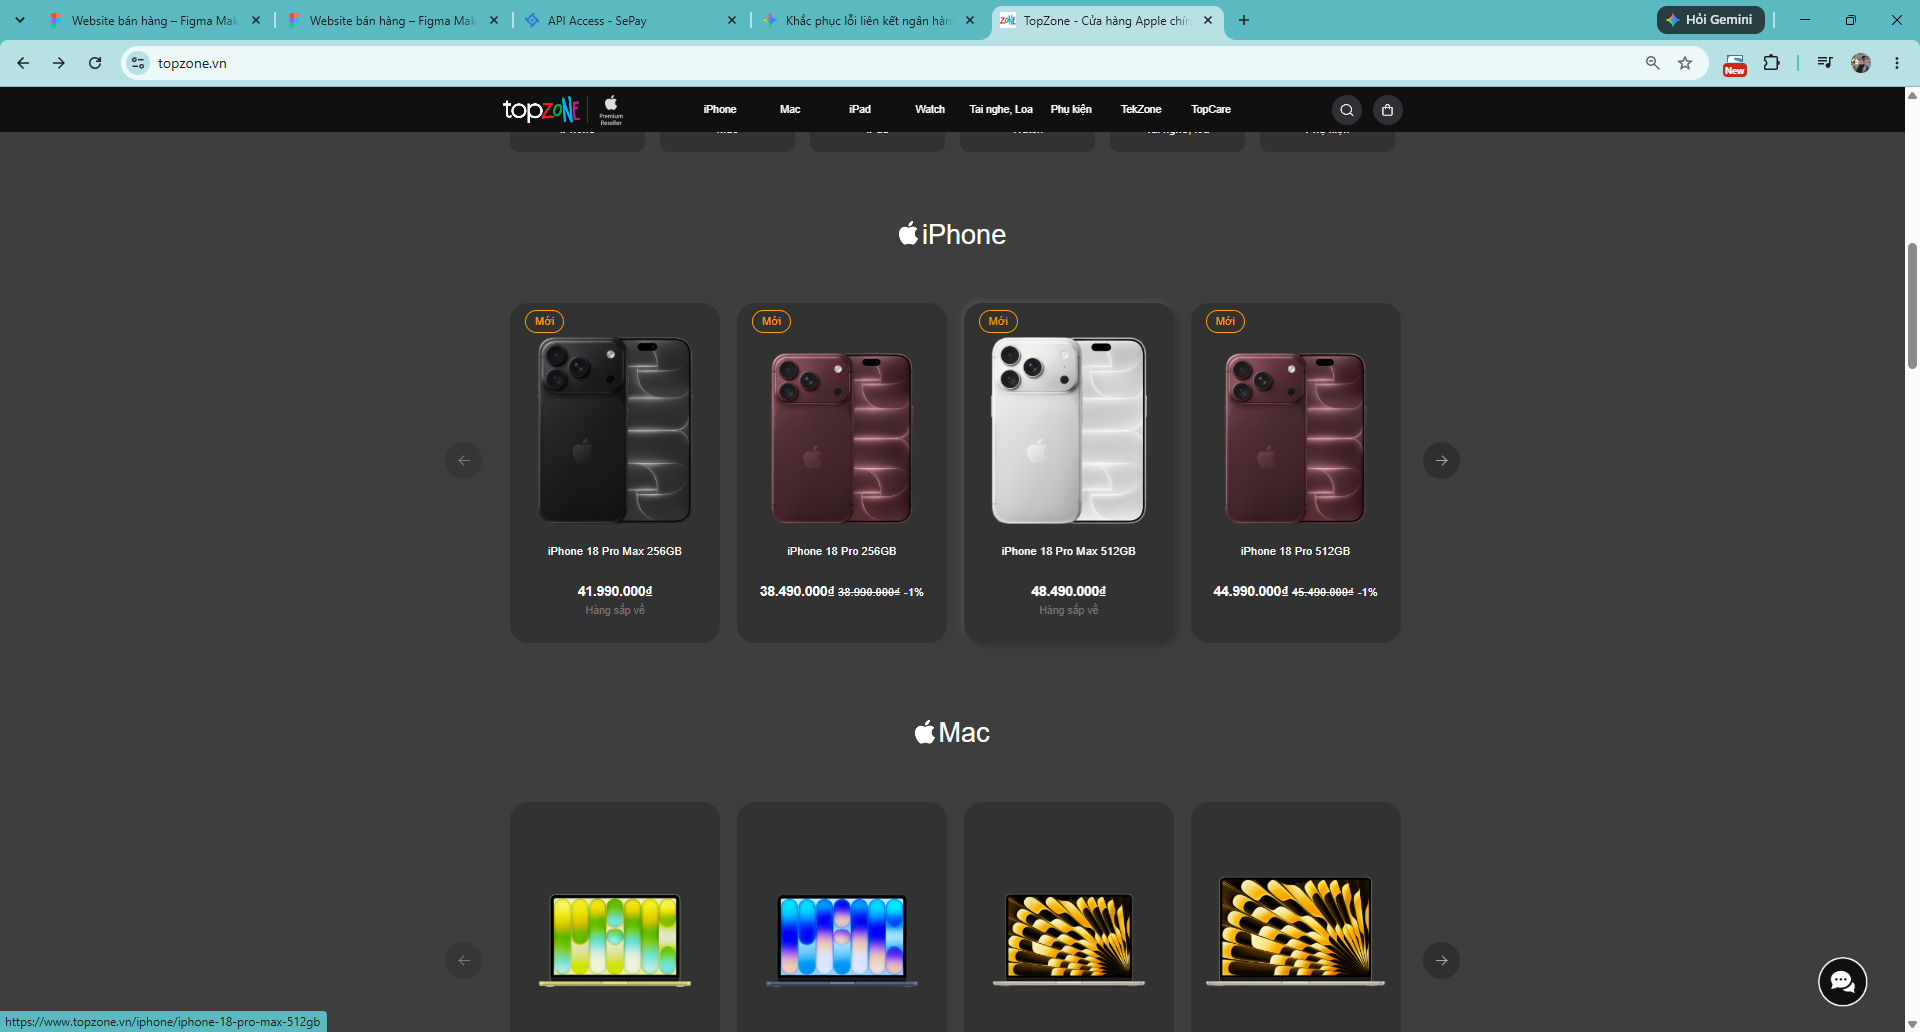 Website bán hàng – Figma Mak
Website bán hàng – Figma Mak
API Access - SePay
Khắc phục lỗi liên kết ngân hàn
TopZone - Cửa hàng Apple chín
Hỏi Gemini
topzone.vn
New
topzone
Premium
Reseller
iPhone
Mac
iPad
Watch
Tai nghe, Loa
Phụ kiện
TekZone
TopCare
iPhone
Mới
Mới
Mới
Mới
iPhone 18 Pro Max 256GB
iPhone 18 Pro 256GB
iPhone 18 Pro Max 512GB
iPhone 18 Pro 512GB
41.990.000₫
38.490.000₫ 38.990.000₫ -1%
48.490.000₫
44.990.000₫ 45.490.000₫ -1%
Hàng sắp về
Hàng sắp về
Mac
https://www.topzone.vn/iphone/iphone-18-pro-max-512gb